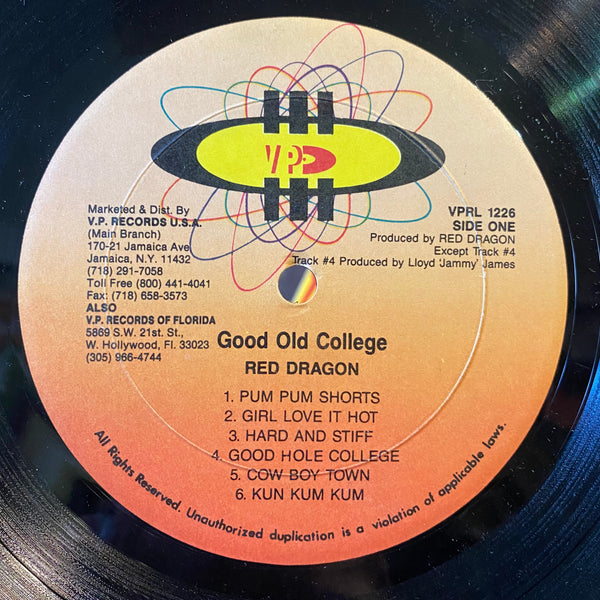 VP
Marketed & Dist. By
V.P. RECORDS U.S.A.
(Main Branch)
170-21 Jamaica Ave
Jamaica, N.Y. 11432
(718) 291-7058
Toll Free (800) 441-4041
Fax: (718) 658-3573
ALSO
V.P. RECORDS OF FLORIDA
5869 S.W. 21st. St.,
W. Hollywood, Fl. 33023
(305) 966-4744
VPRL 1226
SIDE ONE
Produced by RED DRAGON
Except Track #4
Track #4 Produced by Lloyd 'Jammy' James
Good Old College
RED DRAGON
1. PUM PUM SHORTS
2. GIRL LOVE IT HOT
3. HARD AND STIFF
4. GOOD HOLE COLLEGE
5. COW BOY TOWN
6. KUN KUM KUM
All Rights Reserved. Unauthorized duplication is a violation of applicable laws.